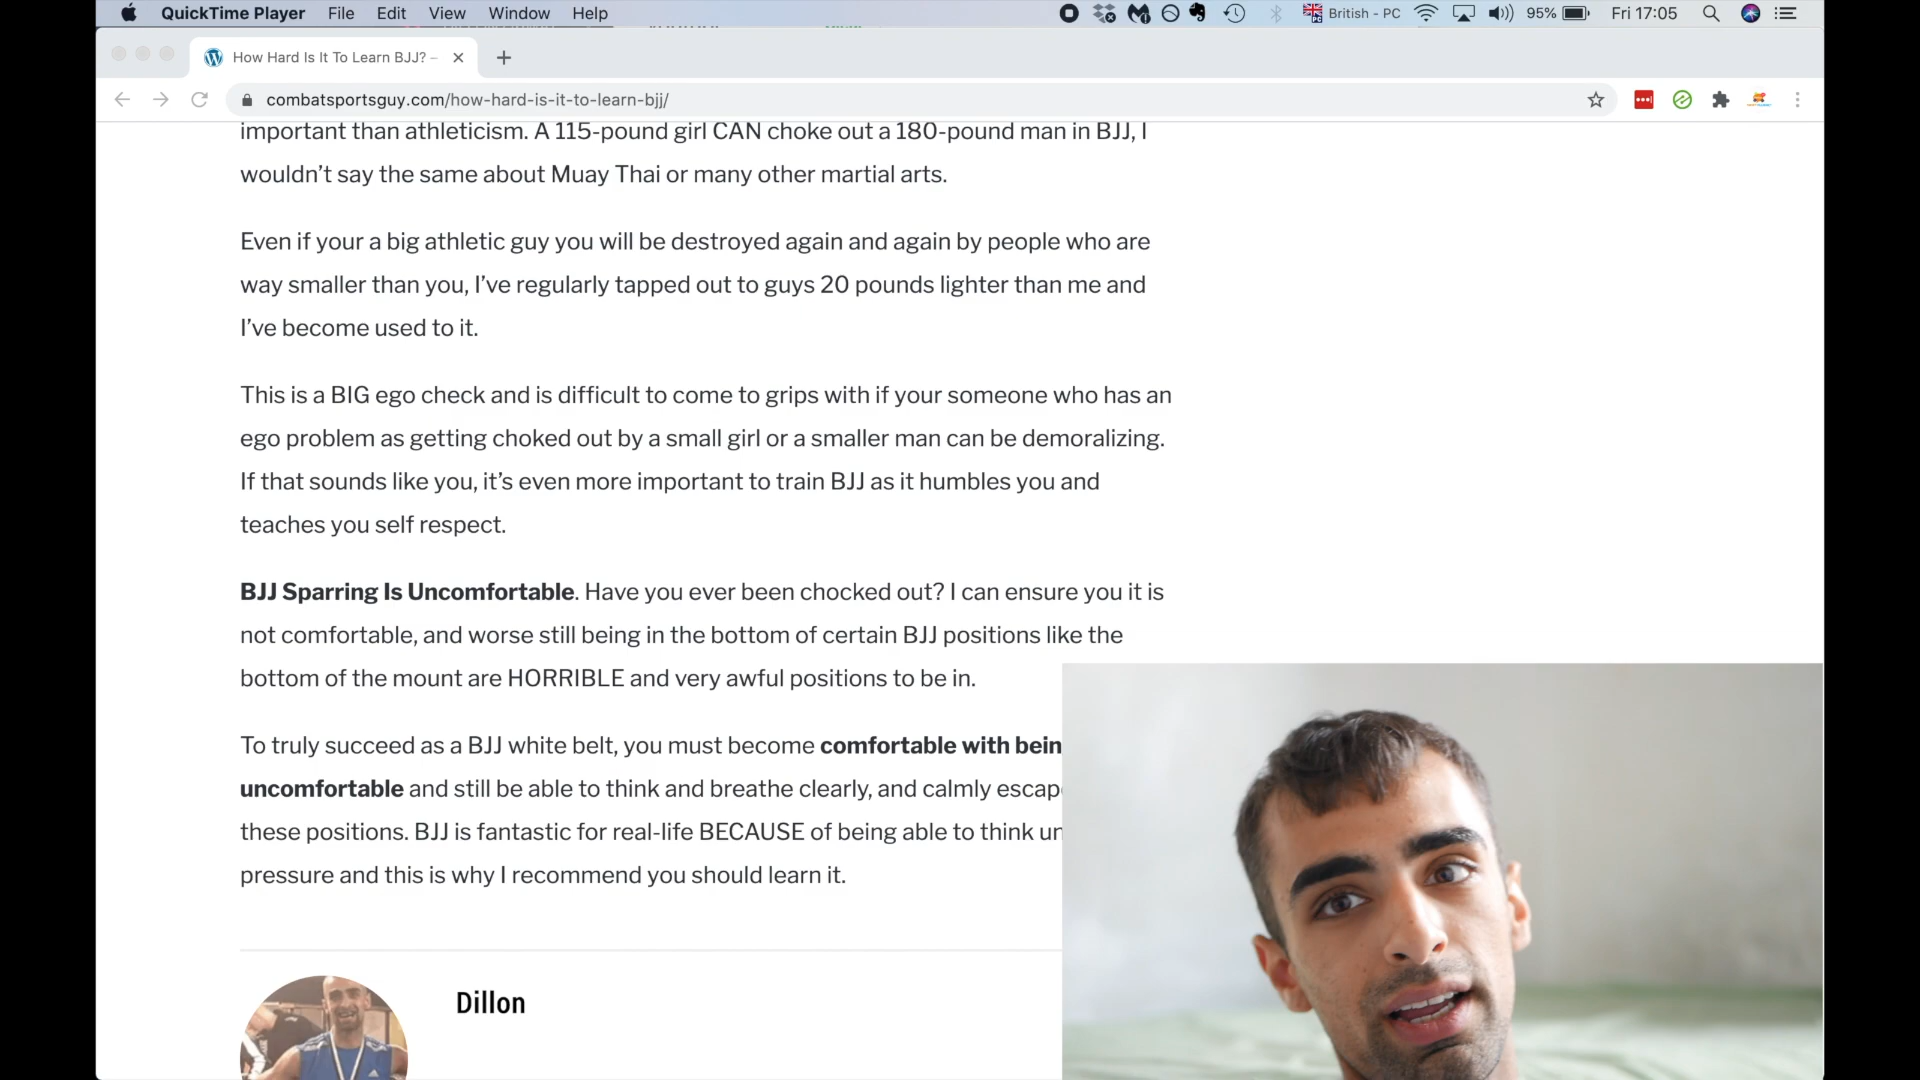 QuickTime Player File Edit View Window Help British - PC 95% Fri 17:05
How Hard Is It To Learn BJJ? –
combatsportsguy.com/how-hard-is-it-to-learn-bjj/
important than athleticism. A 115-pound girl CAN choke out a 180-pound man in BJJ, I
wouldn’t say the same about Muay Thai or many other martial arts.
Even if your a big athletic guy you will be destroyed again and again by people who are
way smaller than you, I’ve regularly tapped out to guys 20 pounds lighter than me and
I’ve become used to it.
This is a BIG ego check and is difficult to come to grips with if your someone who has an
ego problem as getting choked out by a small girl or a smaller man can be demoralizing.
If that sounds like you, it’s even more important to train BJJ as it humbles you and
teaches you self respect.
BJJ Sparring Is Uncomfortable. Have you ever been chocked out? I can ensure you it is
not comfortable, and worse still being in the bottom of certain BJJ positions like the
bottom of the mount are HORRIBLE and very awful positions to be in.
To truly succeed as a BJJ white belt, you must become comfortable with bein
uncomfortable and still be able to think and breathe clearly, and calmly escap
these positions. BJJ is fantastic for real-life BECAUSE of being able to think un
pressure and this is why I recommend you should learn it.
Dillon